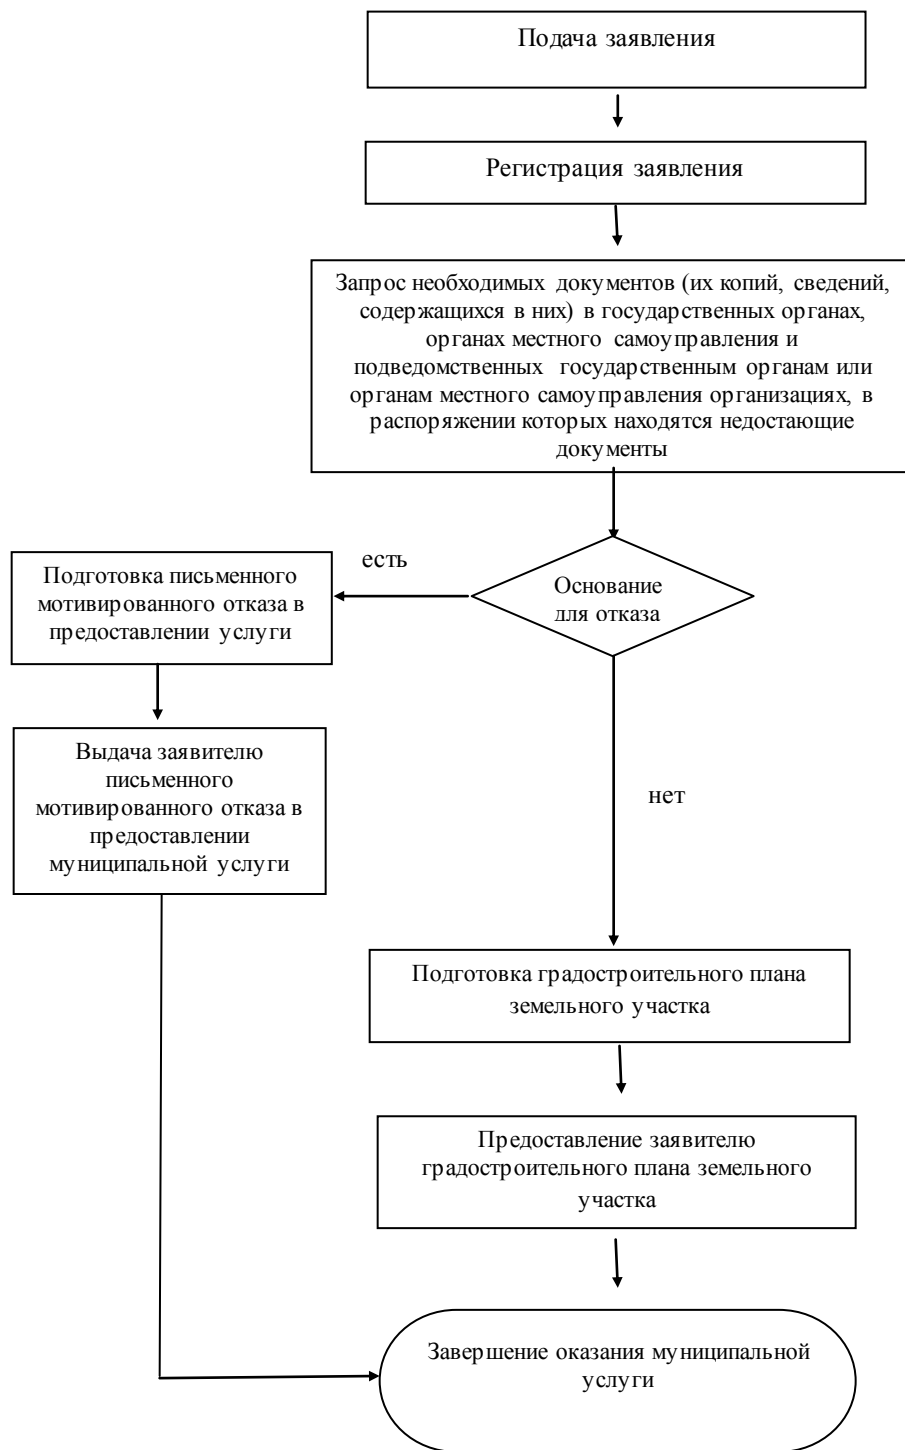 Подача заявления
Регистрация заявления
Запрос необходимых документов (их копий, сведений,
содержащихся в них) в государственных органах,
органах местного самоуправления и
подведомственных государственным органам или
органам местного самоуправления организациях, в
распоряжении которых находятся недостающие
документы
есть
Основание
для отказа
Подготовка письменного
мотивированного отказа в
предоставлении услуги
Выдача заявителю
письменного
мотивированного отказа в
предоставлении
муниципальной услуги
нет
Подготовка градостроительного плана
земельного участка
Предоставление заявителю
градостроительного плана земельного
участка
Завершение оказания муниципальной
услуги